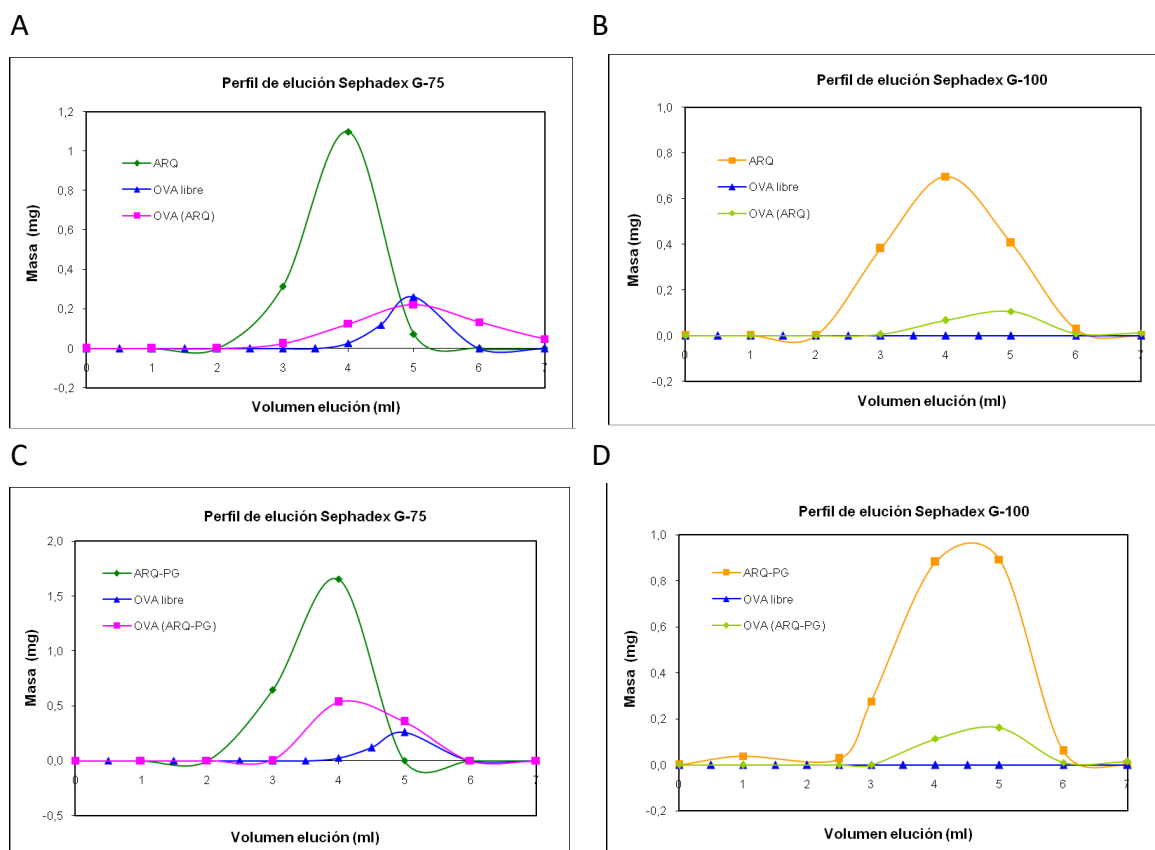 A
Perfil de elución Sephadex G-75
1,2
1
0,8
0,6
0,4
0,2
0
-0,2
Masa (mg)
ARQ
OVA libre
OVA (ARQ)
0 1 2 3 4 5 6 7
Volumen elución (ml)
B
Perfil de elución Sephadex G-100
1,0
0,8
0,6
0,4
0,2
0,0
-0,2
Masa (mg)
ARQ
OVA libre
OVA (ARQ)
0 1 2 3 4 5 6 7
Volumen elución (ml)
C
Perfil de elución Sephadex G-75
2,0
1,5
1,0
0,5
0,0
-0,5
Masa (mg)
ARQ-PG
OVA libre
OVA (ARQ-PG)
0 1 2 3 4 5 6 7
Volumen elución (ml)
D
Perfil de elución Sephadex G-100
1,0
0,8
0,6
0,4
0,2
0,0
-0,2
Masa (mg)
ARQ-PG
OVA libre
OVA (ARQ-PG)
0 1 2 3 4 5 6 7
Volumen elución (ml)